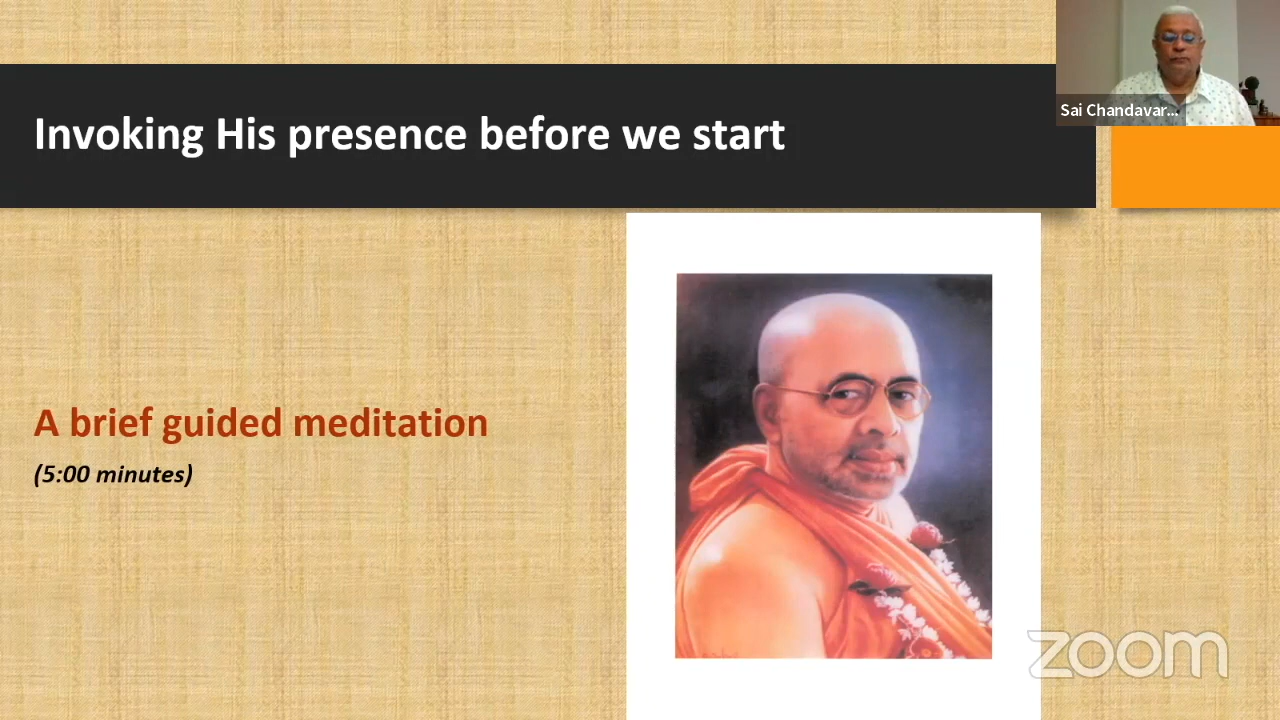 Sai Chandavar...
Invoking His presence before we start
A brief guided meditation
(5:00 minutes)
zoom